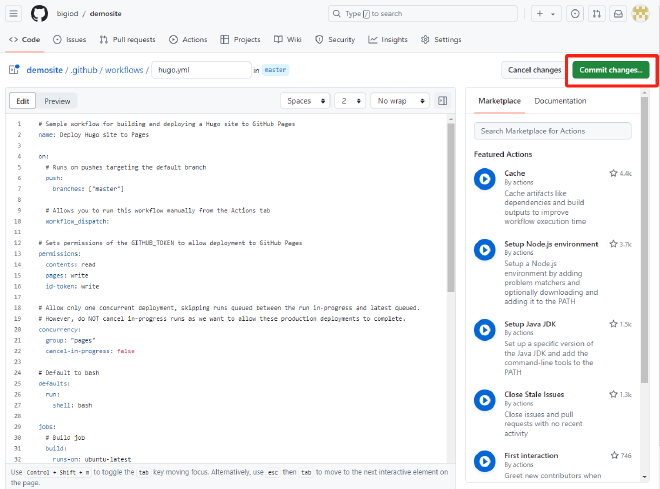 bigiod / demosite
Type / to search
Code
Issues
Pull requests
Actions
Projects
Wiki
Security
Insights
Settings
demosite / .github / workflows / hugo.yml in master
Cancel changes
Commit changes...
Edit
Preview
Spaces
2
No wrap
1 # Sample workflow for building and deploying a Hugo site to GitHub Pages
2 name: Deploy Hugo site to Pages
3
4 on:
5 # Runs on pushes targeting the default branch
6 push:
7 branches: ["master"]
8
9 # Allows you to run this workflow manually from the Actions tab
10 workflow_dispatch:
11
12 # Sets permissions of the GITHUB_TOKEN to allow deployment to GitHub Pages
13 permissions:
14 contents: read
15 pages: write
16 id-token: write
17
18 # Allow only one concurrent deployment, skipping runs queued between the run in-progress and latest queued.
19 # However, do NOT cancel in-progress runs as we want to allow these production deployments to complete.
20 concurrency:
21 group: "pages"
22 cancel-in-progress: false
23
24 # Default to bash
25 defaults:
26 run:
27 shell: bash
28
29 jobs:
30 # Build job
31 build:
32 runs-on: ubuntu-latest
Use Control + Shift + m to toggle the tab key moving focus. Alternatively, use esc then tab to move to the next interactive element on
the page.
Marketplace
Documentation
Search Marketplace for Actions
Featured Actions
Cache 4.4k
By actions
Cache artifacts like
dependencies and build
outputs to improve
workflow execution time
Setup Node.js environment 3.7k
By actions
Setup a Node.js
environment by adding
problem matchers and
optionally downloading and
adding it to the PATH
Setup Java JDK 1.5k
By actions
Set up a specific version of
the Java JDK and add the
command-line tools to the
PATH
Close Stale Issues 1.3k
By actions
Close issues and pull
requests with no recent
activity
First interaction 746
By actions
Greet new contributors when